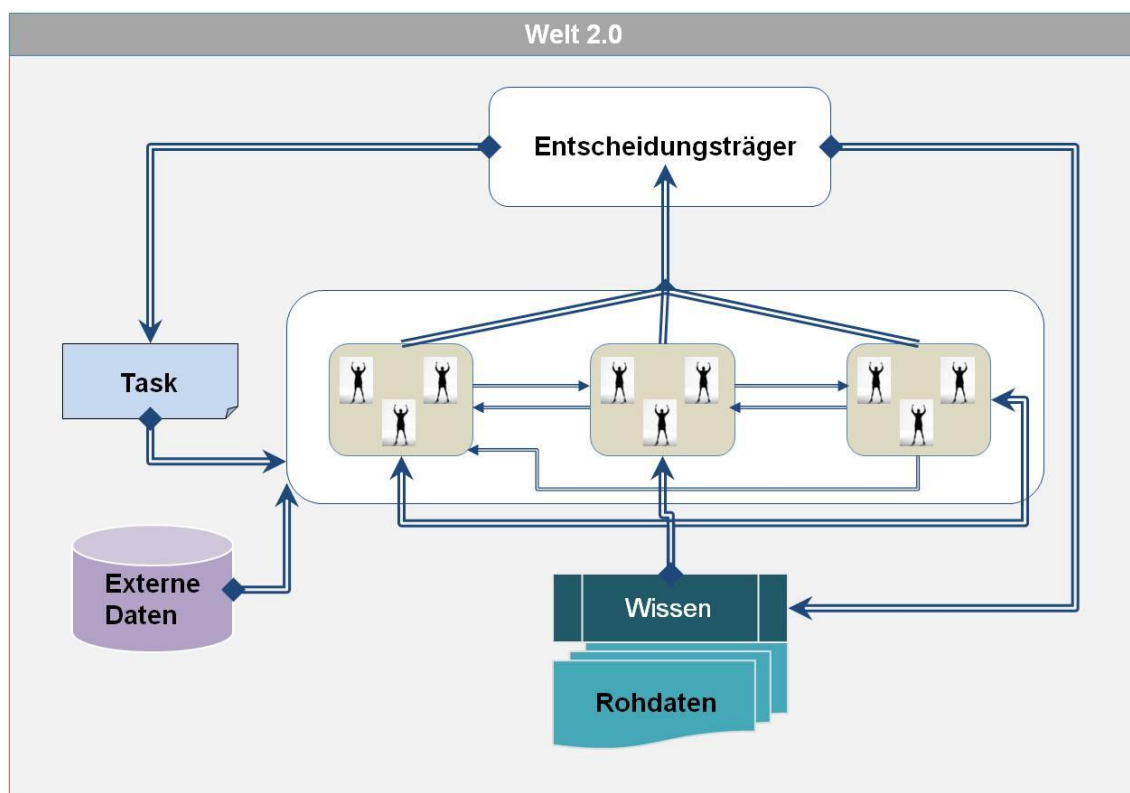 Welt 2.0
Entscheidungsträger
Task
Externe
Daten
Wissen
Rohdaten